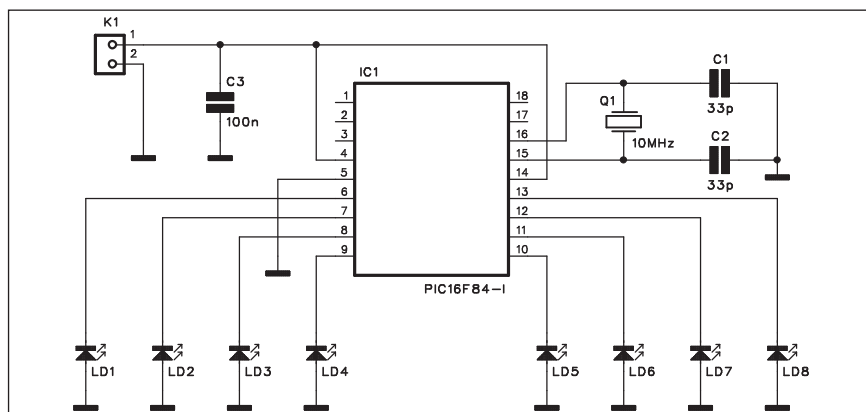 K1
1
2
C3
100n
IC1
1
2
3
4
5
6
7
8
9
18
17
16
15
14
13
12
11
10
PIC16F84-I
Q1
10MHz
C1
33p
C2
33p
LD1
LD2
LD3
LD4
LD5
LD6
LD7
LD8